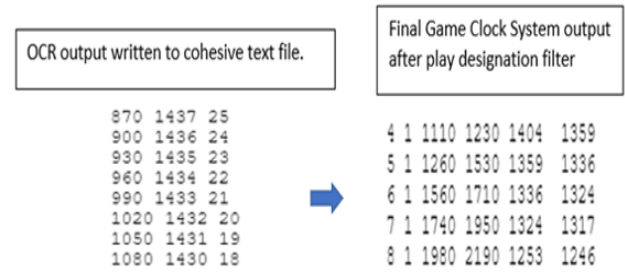 OCR output written to cohesive text file.
870 1437 25
900 1436 24
930 1435 23
960 1434 22
990 1433 21
1020 1432 20
1050 1431 19
1080 1430 18
Final Game Clock System output
after play designation filter
4 1 1110 1230 1404 1359
5 1 1260 1530 1359 1336
6 1 1560 1710 1336 1324
7 1 1740 1950 1324 1317
8 1 1980 2190 1253 1246